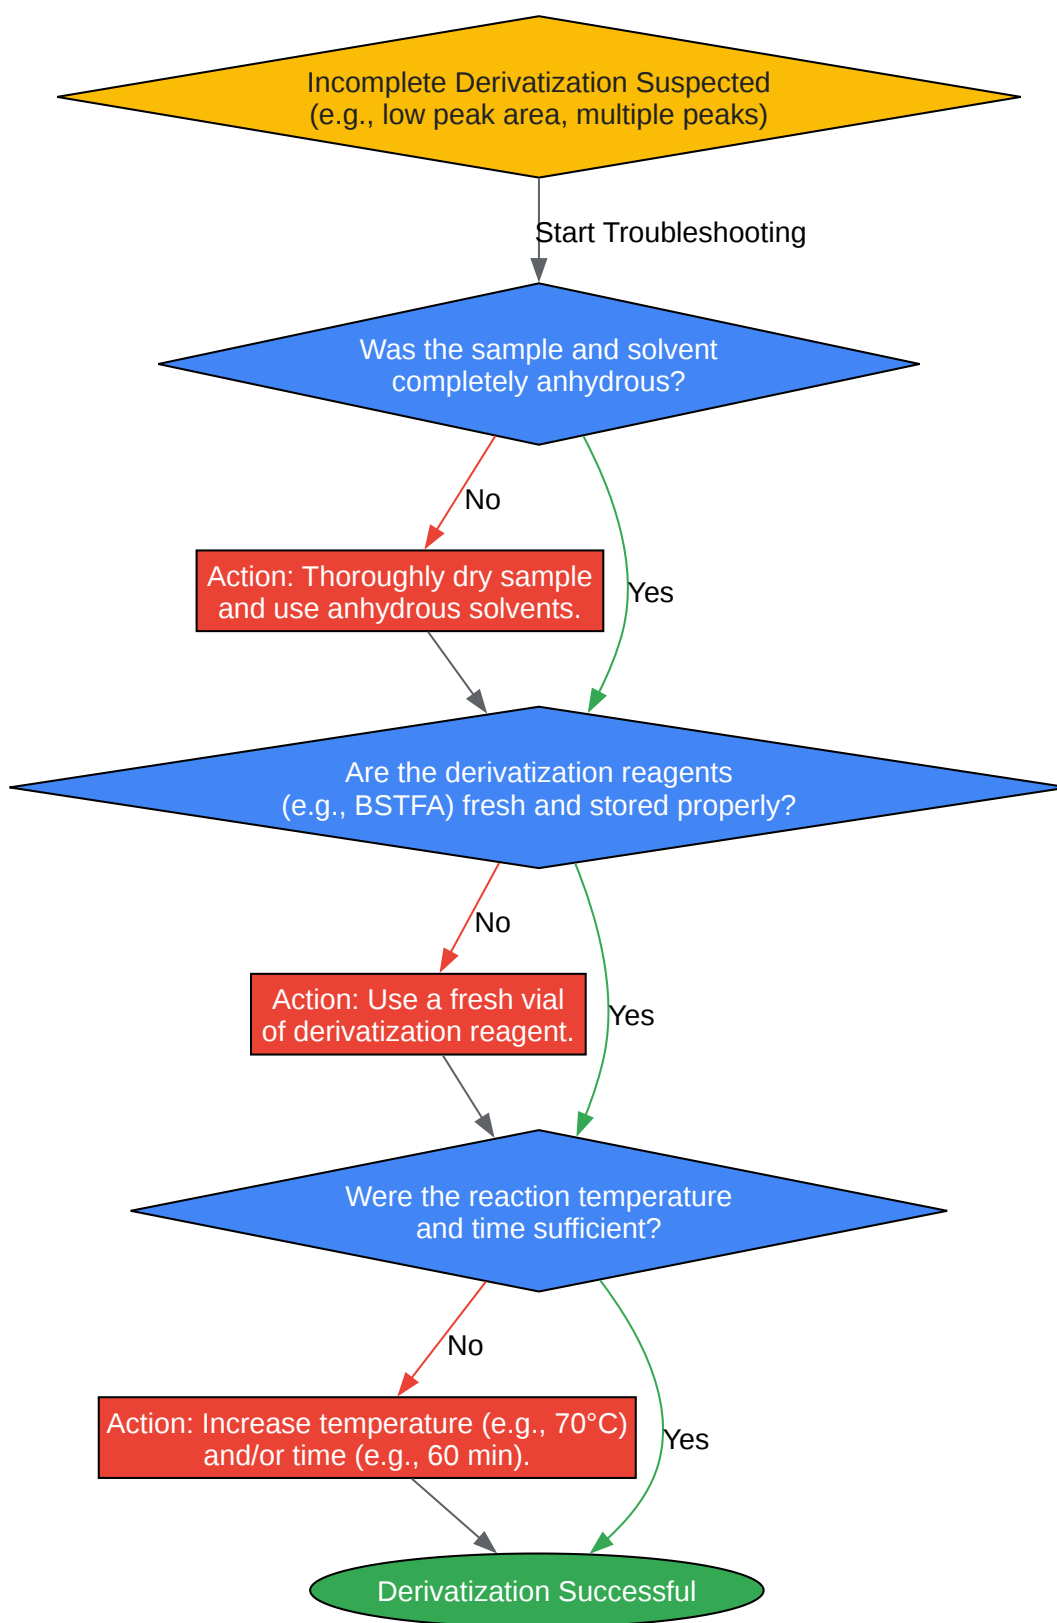 Incomplete Derivatization Suspected
(e.g., low peak area, multiple peaks)
Start Troubleshooting
Was the sample and solvent
completely anhydrous?
No
Action: Thoroughly dry sample
and use anhydrous solvents.
Yes
Are the derivatization reagents
(e.g., BSTFA) fresh and stored properly?
No
Action: Use a fresh vial
of derivatization reagent.
Yes
Were the reaction temperature
and time sufficient?
No
Action: Increase temperature (e.g., 70°C)
and/or time (e.g., 60 min).
Yes
Derivatization Successful